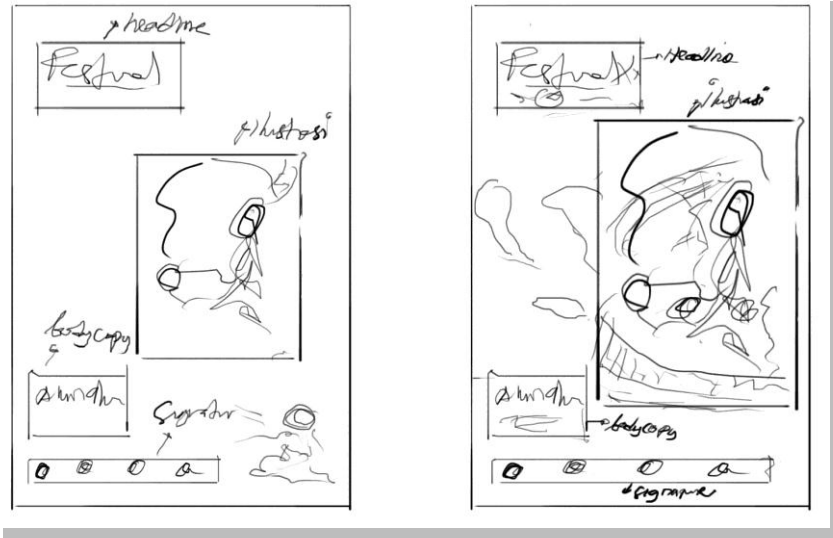 headline
Festival
ilustrasi
bodycopy
Signature
Headline
Festival
ilustrasi
bodycopy
signature